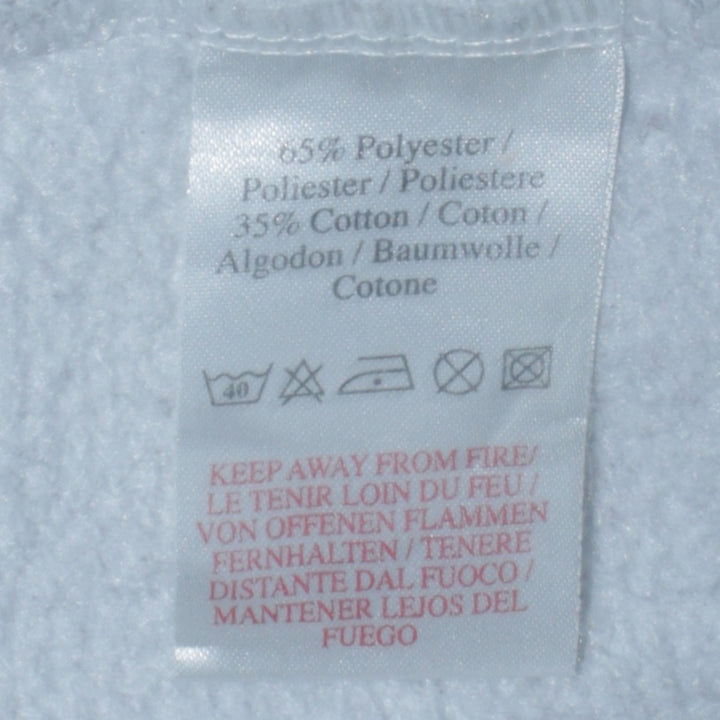 65% Polyester /
Poliester / Poliestere
35% Cotton / Coton /
Algodon / Baumwolle /
Cotone
40
KEEP AWAY FROM FIRE/
LE TENIR LOIN DU FEU /
VON OFFENEN FLAMMEN
FERNHALTEN / TENERE
DISTANTE DAL FUOCO /
MANTENER LEJOS DEL
FUEGO